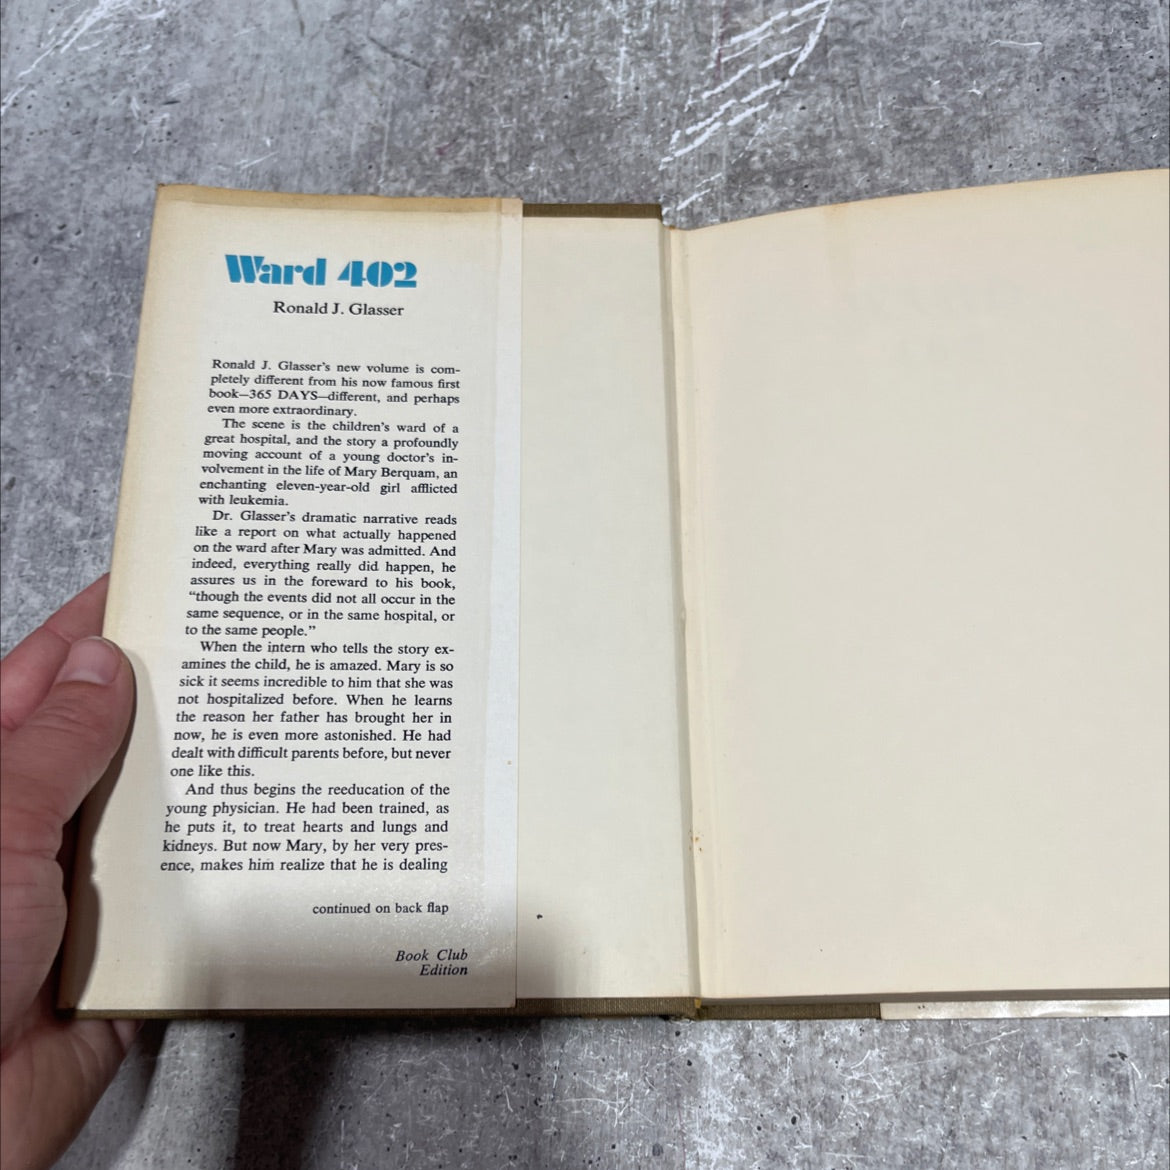 Ward 402
Ronald J. Glasser
Ronald J. Glasser's new volume is com-
pletely different from his now famous first
book—365 DAYS—different, and perhaps
even more extraordinary.
The scene is the children's ward of a
great hospital, and the story a profoundly
moving account of a young doctor's in-
volvement in the life of Mary Berquam, an
enchanting eleven-year-old girl afflicted
with leukemia.
Dr. Glasser's dramatic narrative reads
like a report on what actually happened
on the ward after Mary was admitted. And
indeed, everything really did happen, he
assures us in the foreward to his book,
“though the events did not all occur in the
same sequence, or in the same hospital, or
to the same people.”
When the intern who tells the story ex-
amines the child, he is amazed. Mary is so
sick it seems incredible to him that she was
not hospitalized before. When he learns
the reason her father has brought her in
now, he is even more astonished. He had
dealt with difficult parents before, but never
one like this.
And thus begins the reeducation of the
young physician. He had been trained, as
he puts it, to treat hearts and lungs and
kidneys. But now Mary, by her very pres-
ence, makes him realize that he is dealing
continued on back flap
Book Club
Edition